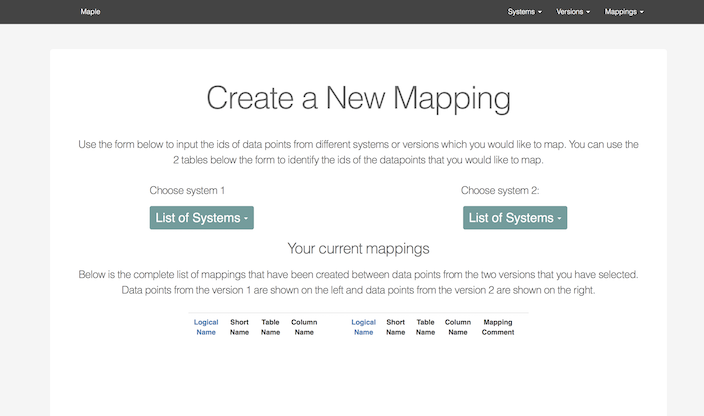 Maple Systems Versions Mappings
Create a New Mapping
Use the form below to input the ids of data points from different systems or versions which you would like to map. You can use the
2 tables below the form to identify the ids of the datapoints that you would like to map.
Choose system 1 Choose system 2:
List of Systems List of Systems
Your current mappings
Below is the complete list of mappings that have been created between data points from the two versions that you have selected.
Data points from the version 1 are shown on the left and data points from the version 2 are shown on the right.
Logical Short Table Column Logical Short Table Column Mapping
Name Name Name Name Name Name Name Name Comment